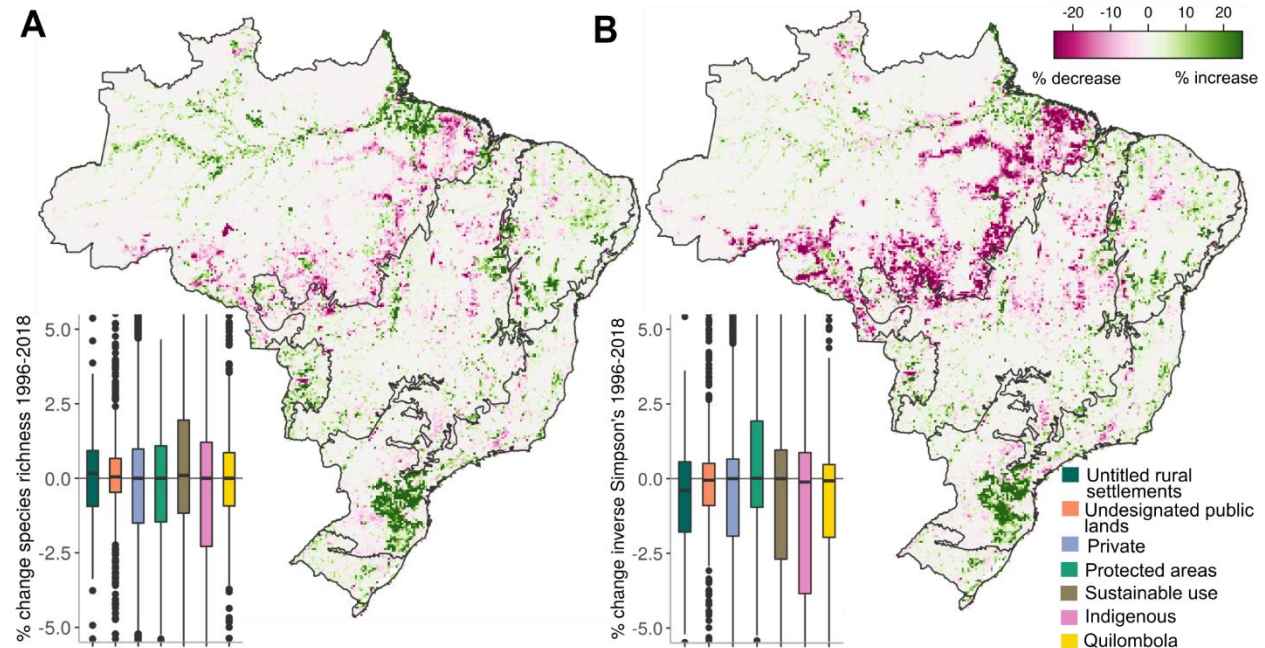 A
B
-20 -10 0 10 20
% decrease % increase
% change species richness 1996-2018
5.0
2.5
0.0
-2.5
-5.0
% change inverse Simpson's 1996-2018
5.0
2.5
0.0
-2.5
-5.0
Untitled rural
settlements
Undesignated public
lands
Private
Protected areas
Sustainable use
Indigenous
Quilombola